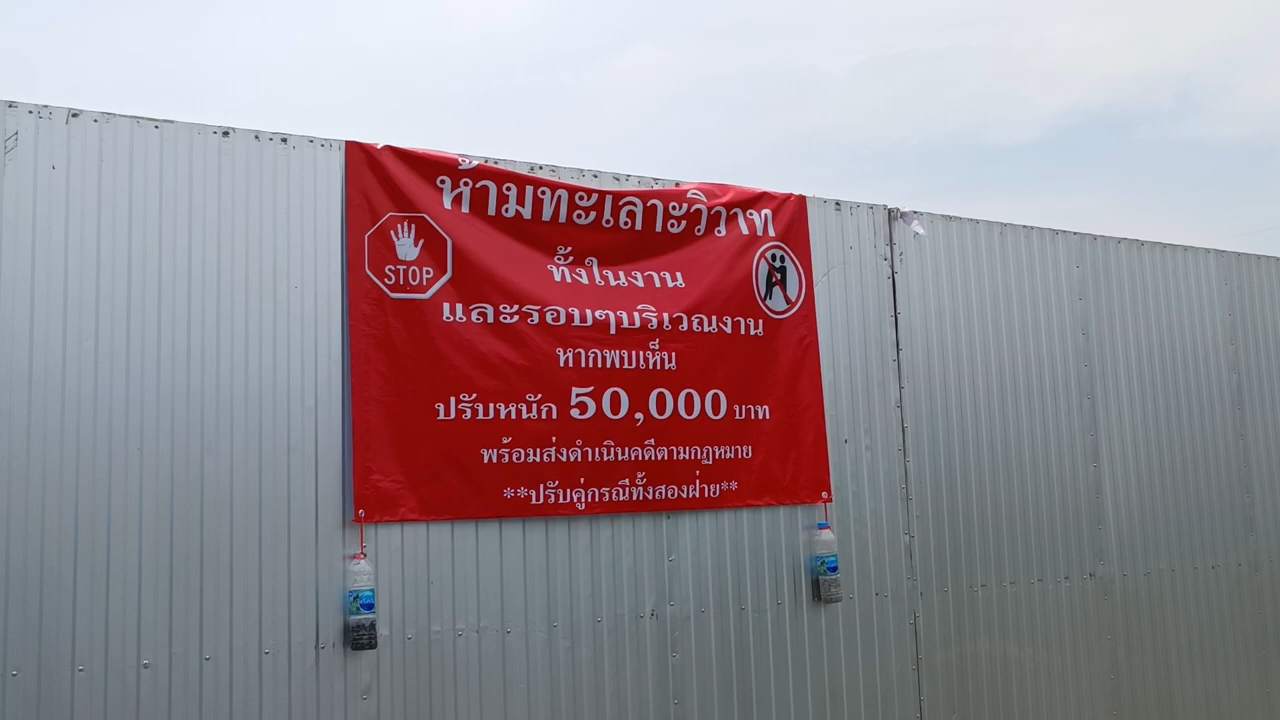 ห้ามทะเลาะวิวาท
STOP
ทั้งในงาน
และรอบๆบริเวณงาน
หากพบเห็น
ปรับหนัก 50,000 บาท
พร้อมส่งดำเนินคดีตามกฎหมาย
**ปรับคู่กรณีทั้งสองฝ่าย**